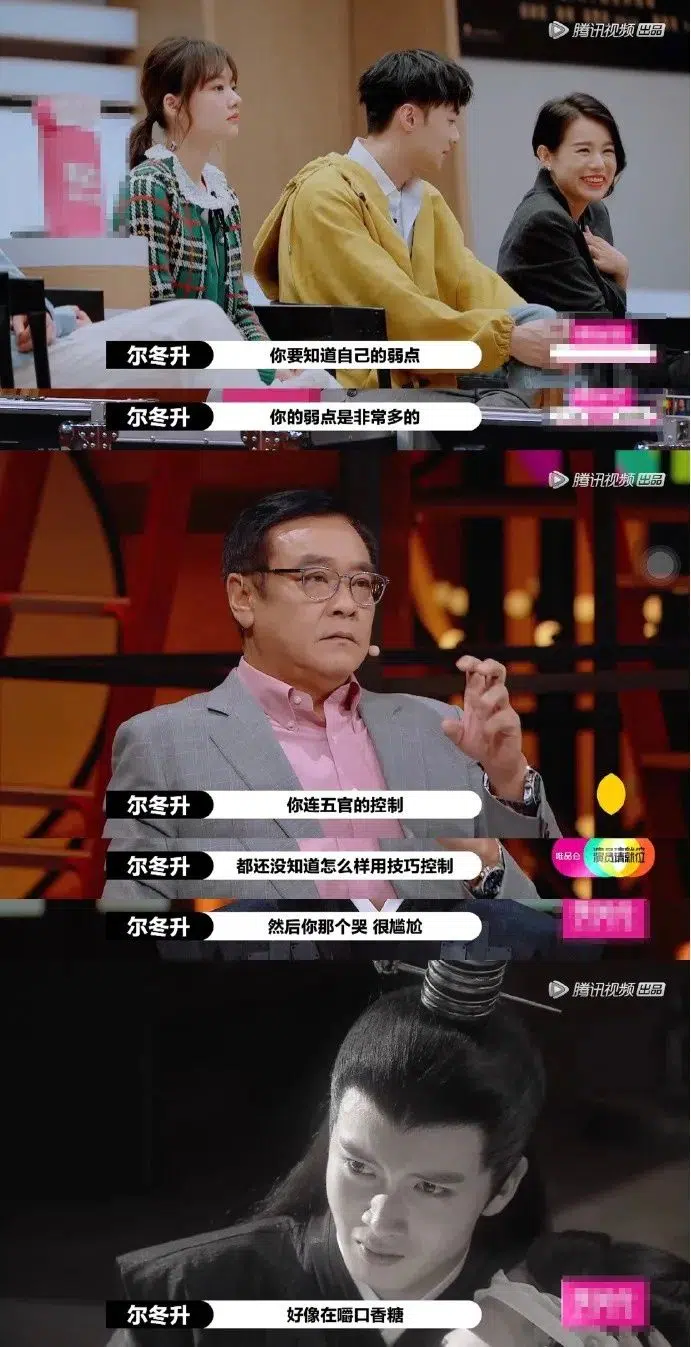 腾讯视频 出品
尔冬升 你要知道自己的弱点
尔冬升 你的弱点是非常多的
腾讯视频 出品
尔冬升 你连五官的控制
尔冬升 都还没知道怎么样用技巧控制
唯品会 演员请就位
尔冬升 然后你那个哭 很尴尬
腾讯视频 出品
尔冬升 好像在嚼口香糖